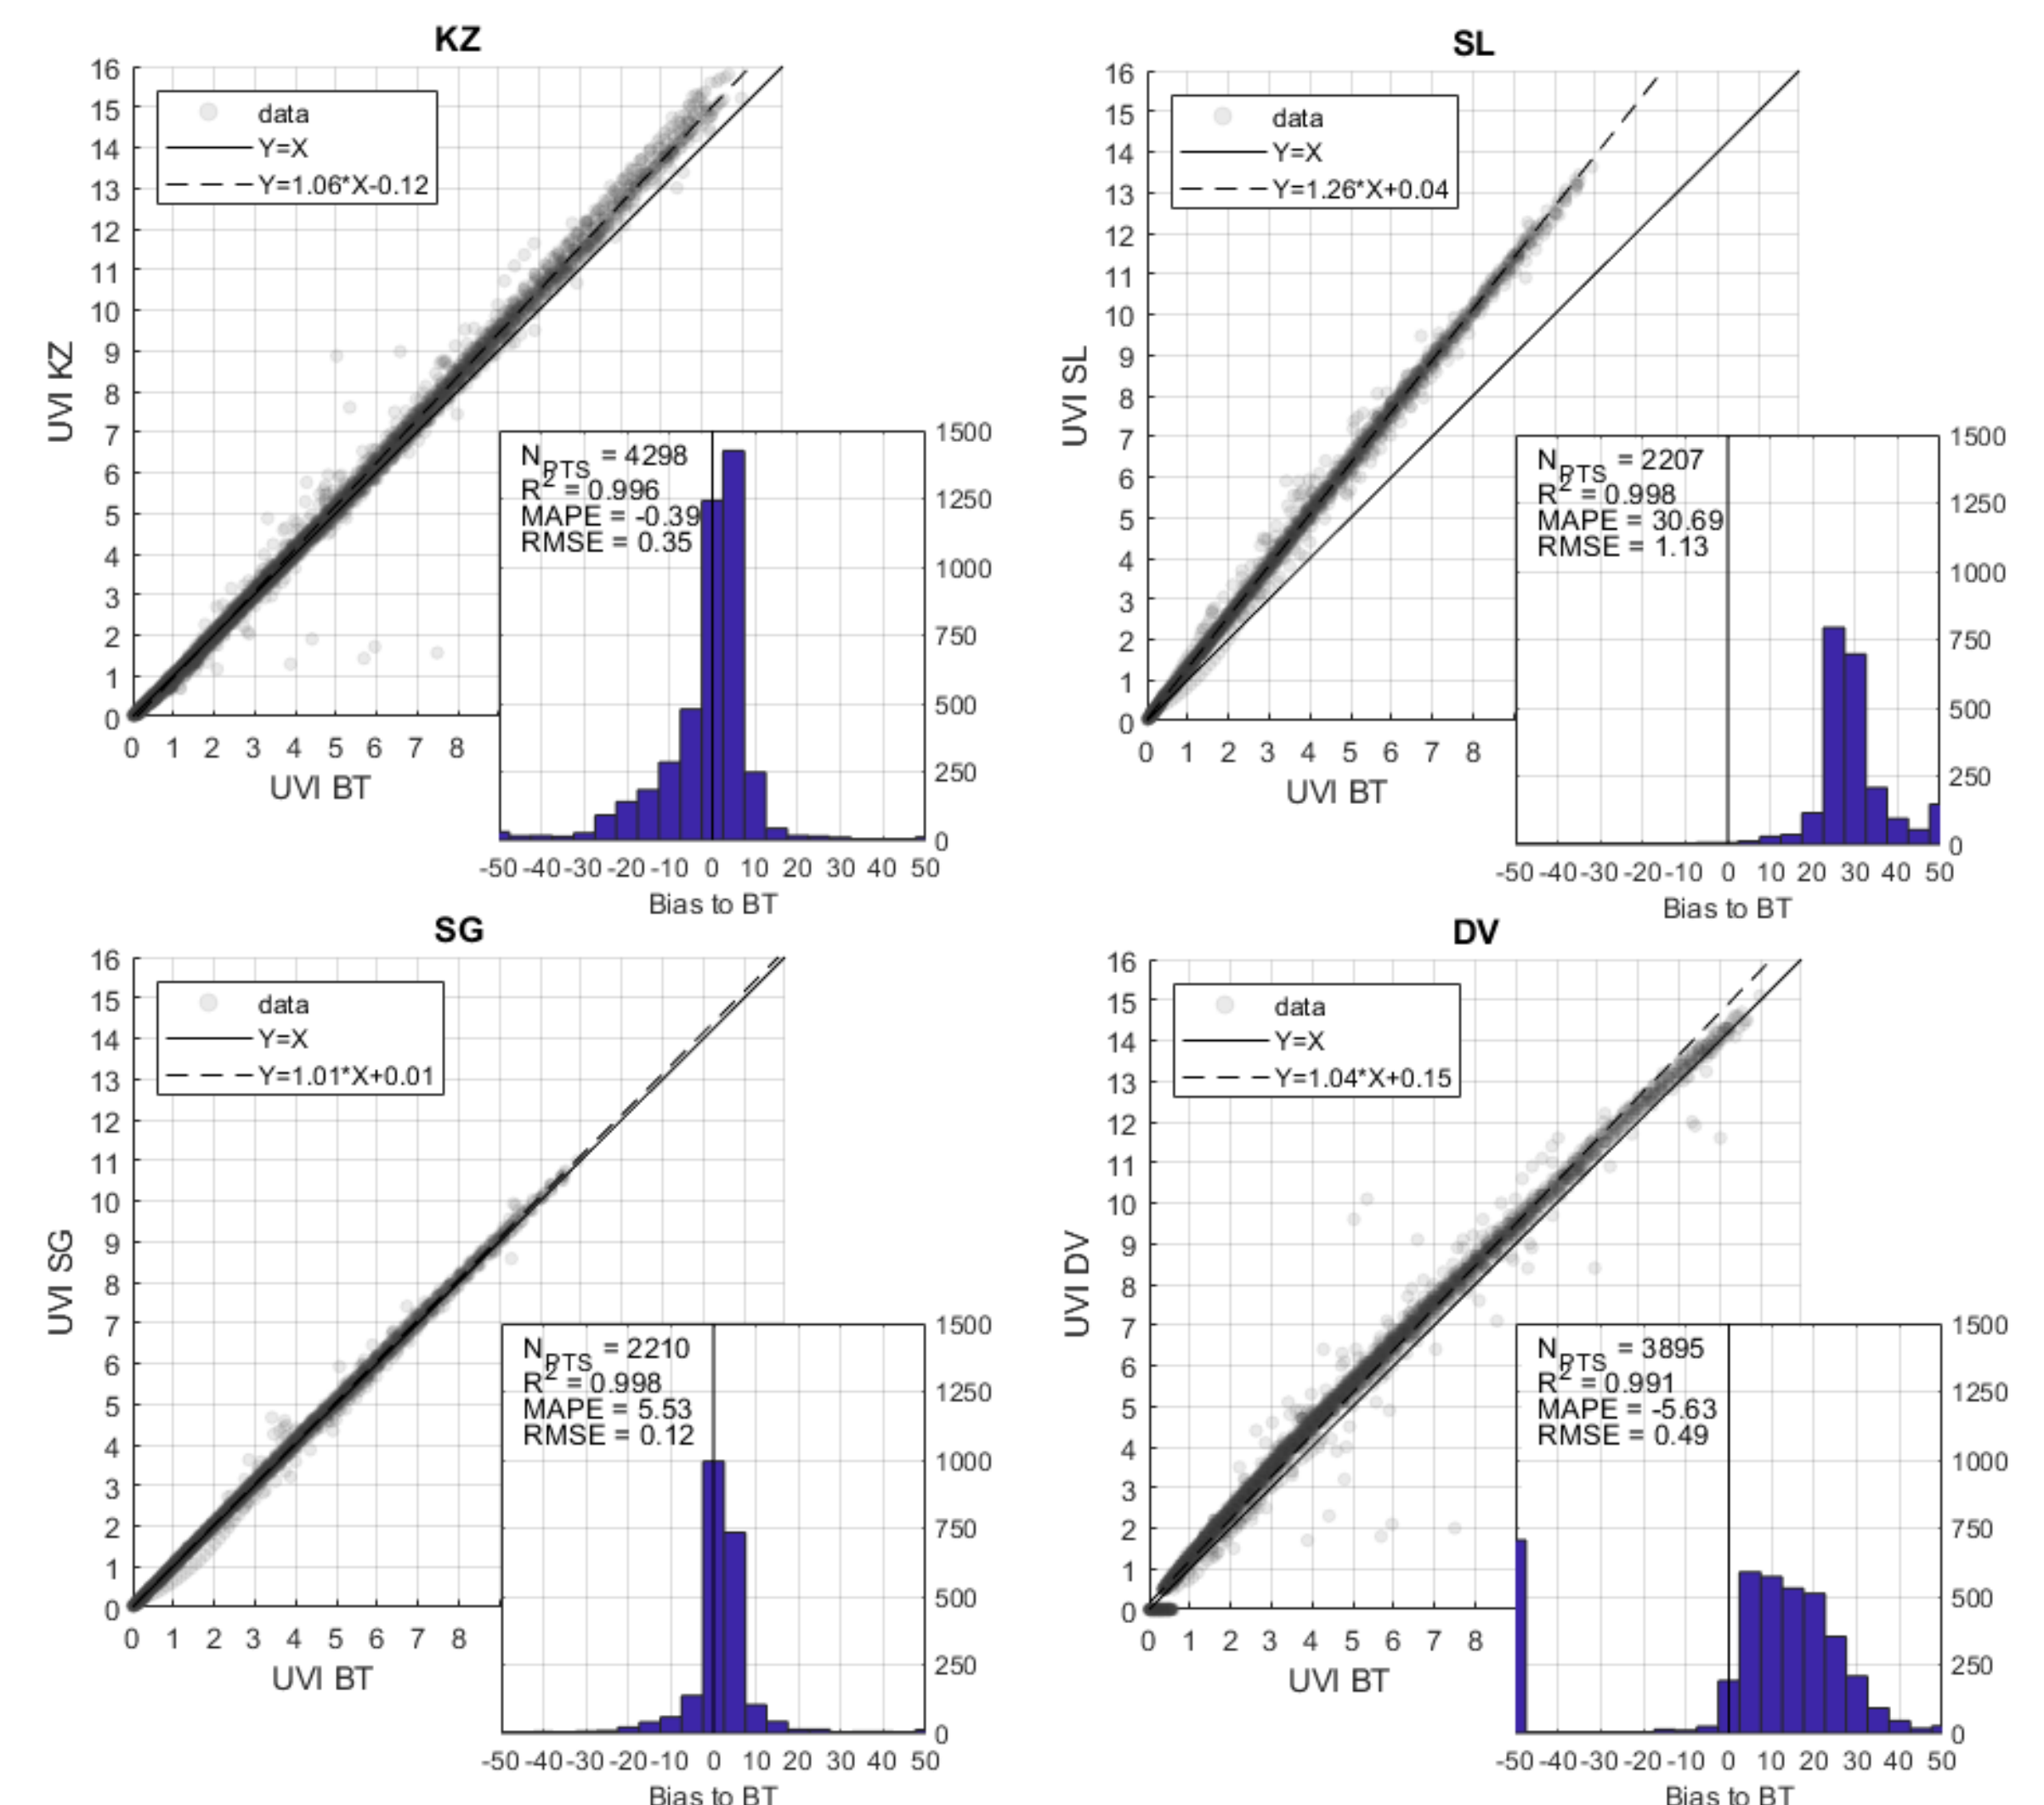 KZ
16
15
14
13
12
11
10
9
8
7
6
5
4
3
2
1
0
UVI KZ
data
Y=X
Y=1.06*X-0.12
0 1 2 3 4 5 6 7 8
UVI BT
N_PTS = 4298
R² = 0.996
MAPE = -0.39
RMSE = 0.35
1500
1250
1000
750
500
250
0
-50 -40 -30 -20 -10 0 10 20 30 40 50
Bias to BT
SL
16
15
14
13
12
11
10
9
8
7
6
5
4
3
2
1
0
UVI SL
data
Y=X
Y=1.26*X+0.04
0 1 2 3 4 5 6 7 8
UVI BT
N_PTS = 2207
R² = 0.998
MAPE = 30.69
RMSE = 1.13
1500
1250
1000
750
500
250
0
-50 -40 -30 -20 -10 0 10 20 30 40 50
Bias to BT
SG
16
15
14
13
12
11
10
9
8
7
6
5
4
3
2
1
0
UVI SG
data
Y=X
Y=1.01*X+0.01
0 1 2 3 4 5 6 7 8
UVI BT
N_PTS = 2210
R² = 0.998
MAPE = 5.53
RMSE = 0.12
1500
1250
1000
750
500
250
0
-50 -40 -30 -20 -10 0 10 20 30 40 50
Bias to BT
DV
16
15
14
13
12
11
10
9
8
7
6
5
4
3
2
1
0
UVI DV
data
Y=X
Y=1.04*X+0.15
0 1 2 3 4 5 6 7 8
UVI BT
N_PTS = 3895
R² = 0.991
MAPE = -5.63
RMSE = 0.49
1500
1250
1000
750
500
250
0
-50 -40 -30 -20 -10 0 10 20 30 40 50
Bias to BT